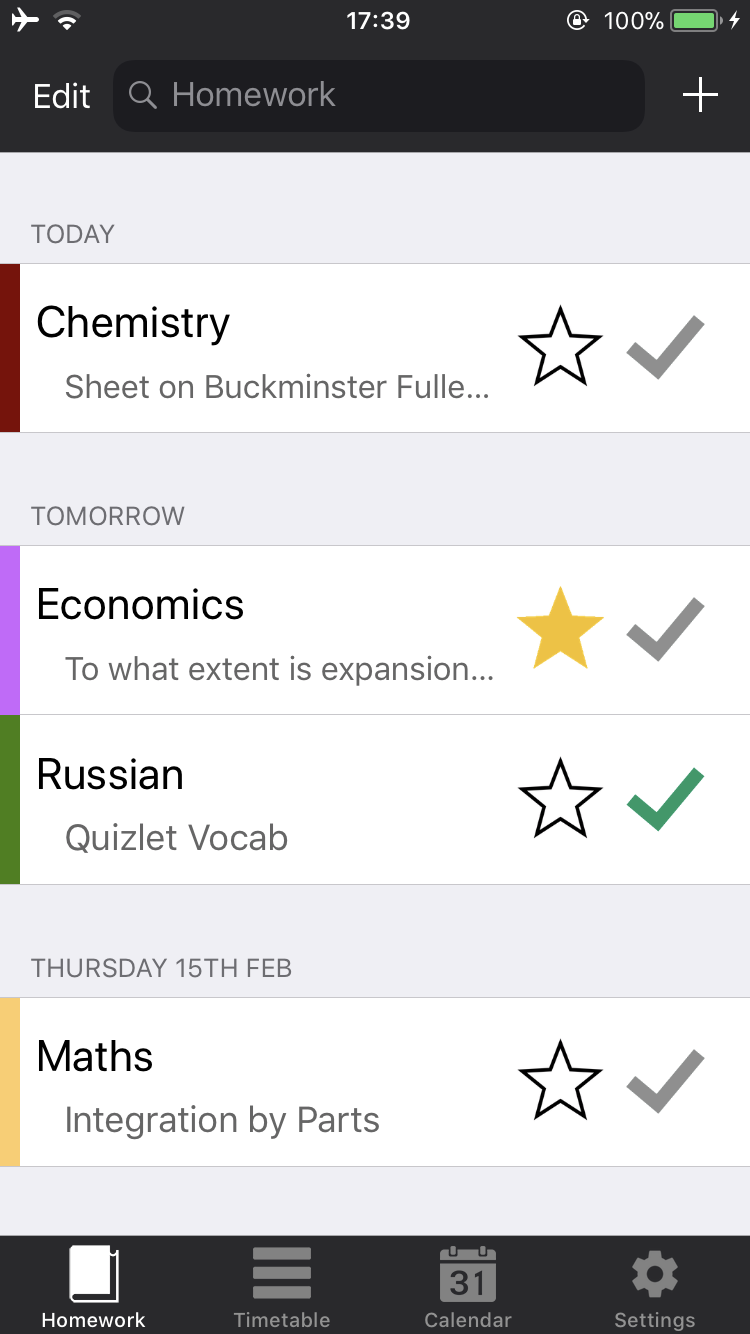 17:39 100%
Edit Homework
TODAY
Chemistry
Sheet on Buckminster Fulle...
TOMORROW
Economics
To what extent is expansion...
Russian
Quizlet Vocab
THURSDAY 15TH FEB
Maths
Integration by Parts
31
Homework Timetable Calendar Settings